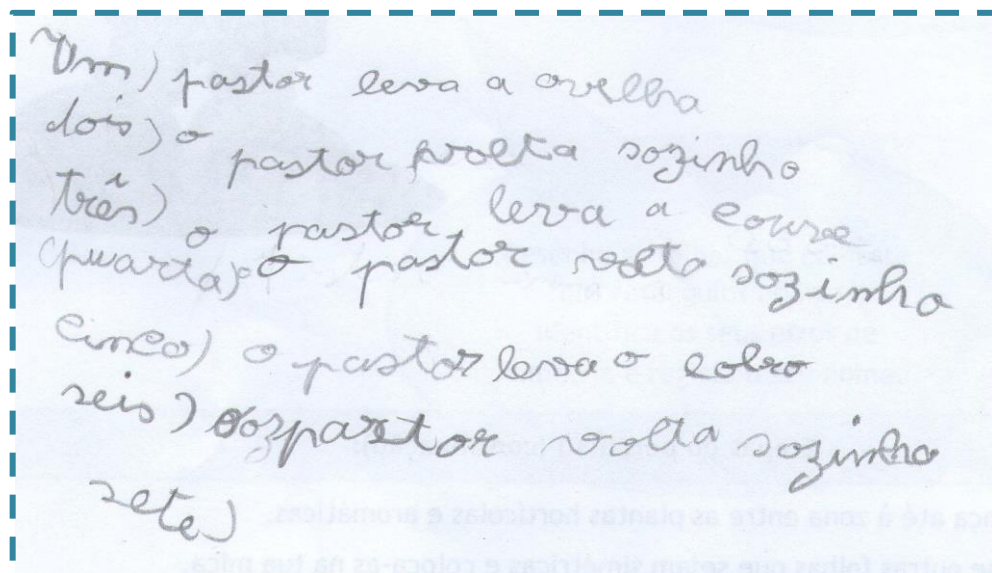 Um) pastor leva a ovelha
dois) o pastor volta sozinho
três) o pastor leva a couve
quarta) o pastor volta sozinho
cinco) o pastor leva o lobo
seis) pastor volta sozinho
sete)